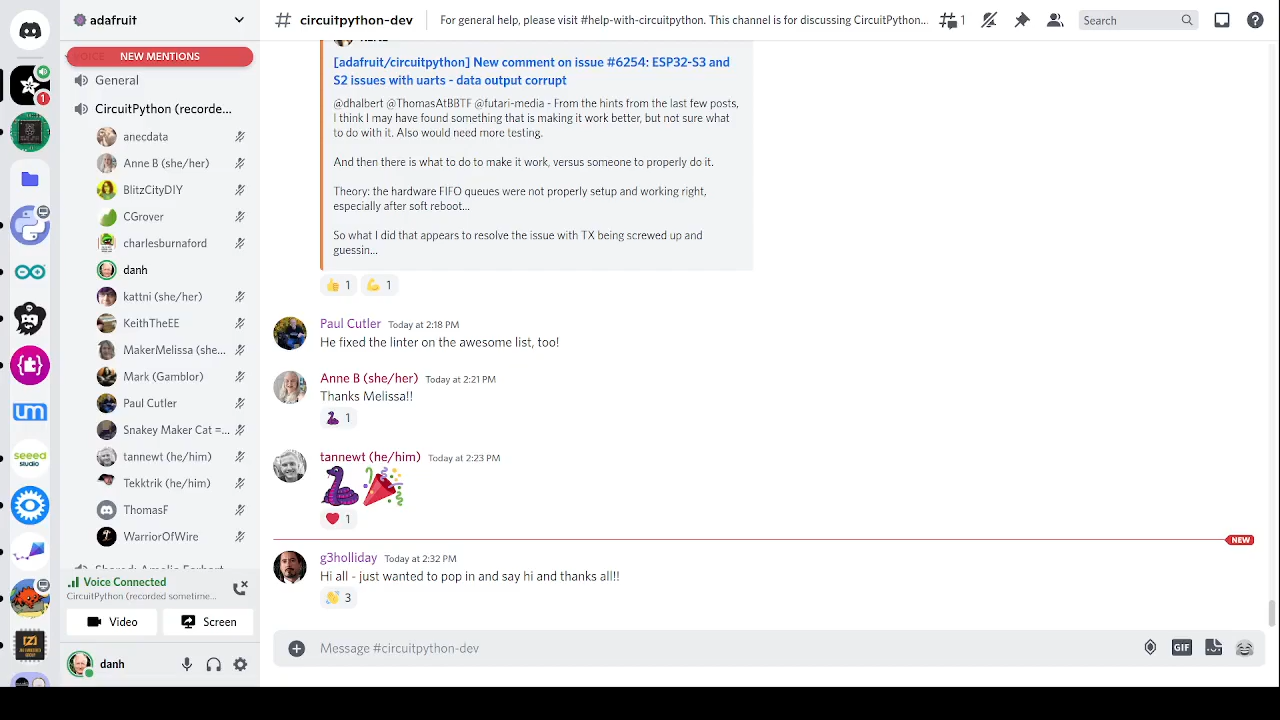 adafruit
NEW MENTIONS
General
CircuitPython (recorde...
anecdata
Anne B (she/her)
BlitzCityDIY
CGrover
charlesburnaford
danh
kattni (she/her)
KeithTheEE
MakerMelissa (she...
Mark (Gamblor)
Paul Cutler
Snakey Maker Cat =...
tannewt (he/him)
Tekktrik (he/him)
ThomasF
WarriorOfWire
Voice Connected
CircuitPython (recorded sometime...
Video
Screen
danh
1
um
seeed
studio
# circuitpython-dev
For general help, please visit #help-with-circuitpython. This channel is for discussing CircuitPython...
1
Search
[adafruit/circuitpython] New comment on issue #6254: ESP32-S3 and
S2 issues with uarts - data output corrupt
@dhalbert @ThomasAtBBTF @futari-media - From the hints from the last few posts,
I think I may have found something that is making it work better, but not sure what
to do with it. Also would need more testing.
And then there is what to do to make it work, versus someone to properly do it.
Theory: the hardware FIFO queues were not properly setup and working right,
especially after soft reboot...
So what I did that appears to resolve the issue with TX being screwed up and
guessin...
1 1
Paul Cutler Today at 2:18 PM
He fixed the linter on the awesome list, too!
Anne B (she/her) Today at 2:21 PM
Thanks Melissa!!
1
tannewt (he/him) Today at 2:23 PM
1
NEW
g3holliday Today at 2:32 PM
Hi all - just wanted to pop in and say hi and thanks all!!
3
Message #circuitpython-dev
GIF